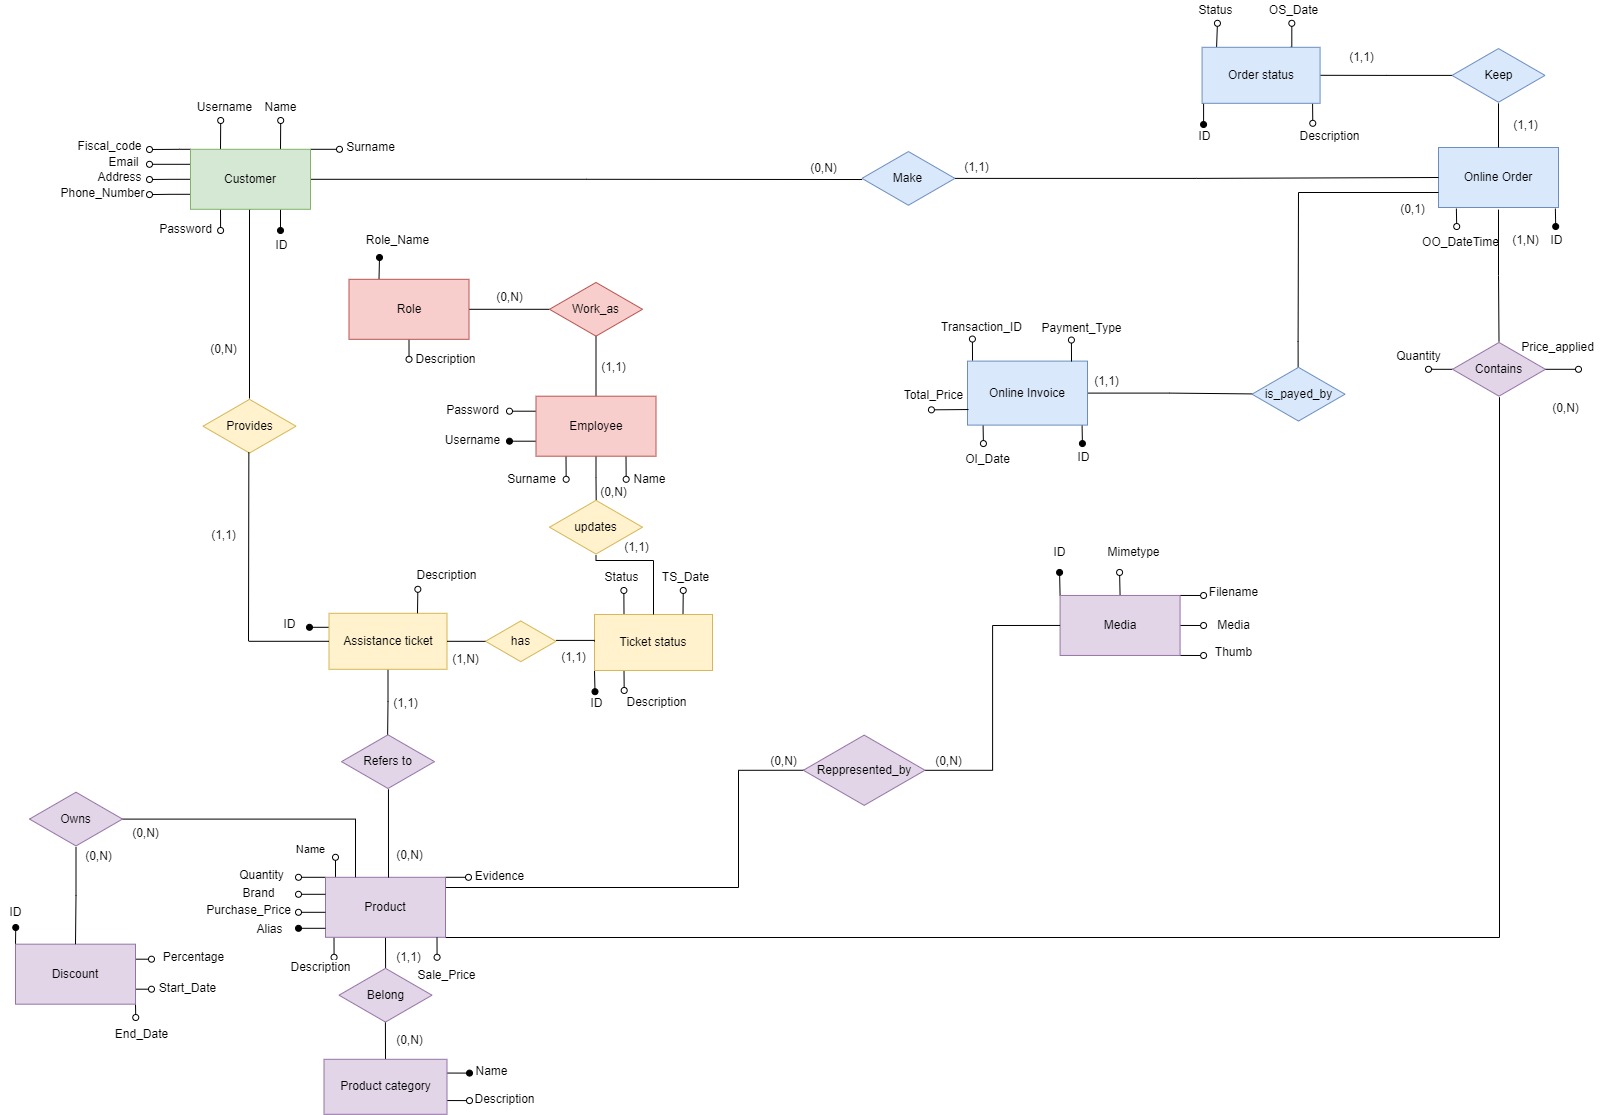 Status
OS_Date
Order status
(1,1)
Keep
ID
Description
(1,1)
Username
Name
Fiscal_code
Surname
Email
Address
Customer
Phone_Number
Password
ID
(0,N)
Make
(1,1)
Online Order
(0,1)
OO_DateTime
(1,N)
ID
Role_Name
Role
(0,N)
Work_as
Description
(0,N)
(1,1)
Provides
Password
Employee
Username
Surname
Name
(0,N)
updates
(1,1)
(1,1)
Transaction_ID
Payment_Type
Total_Price
Online Invoice
(1,1)
is_payed_by
OI_Date
ID
Quantity
Price_applied
Contains
(0,N)
Description
Status
TS_Date
ID
Assistance ticket
has
Ticket status
(1,N)
(1,1)
ID
Description
(1,1)
ID
Mimetype
Filename
Media
Media
Thumb
Refers to
(0,N)
Reppresented_by
(0,N)
Owns
(0,N)
(0,N)
Name
(0,N)
Quantity
Evidence
Brand
Purchase_Price
Product
Alias
Description
(1,1)
Sale_Price
ID
Percentage
Discount
Start_Date
End_Date
Belong
(0,N)
Product category
Name
Description